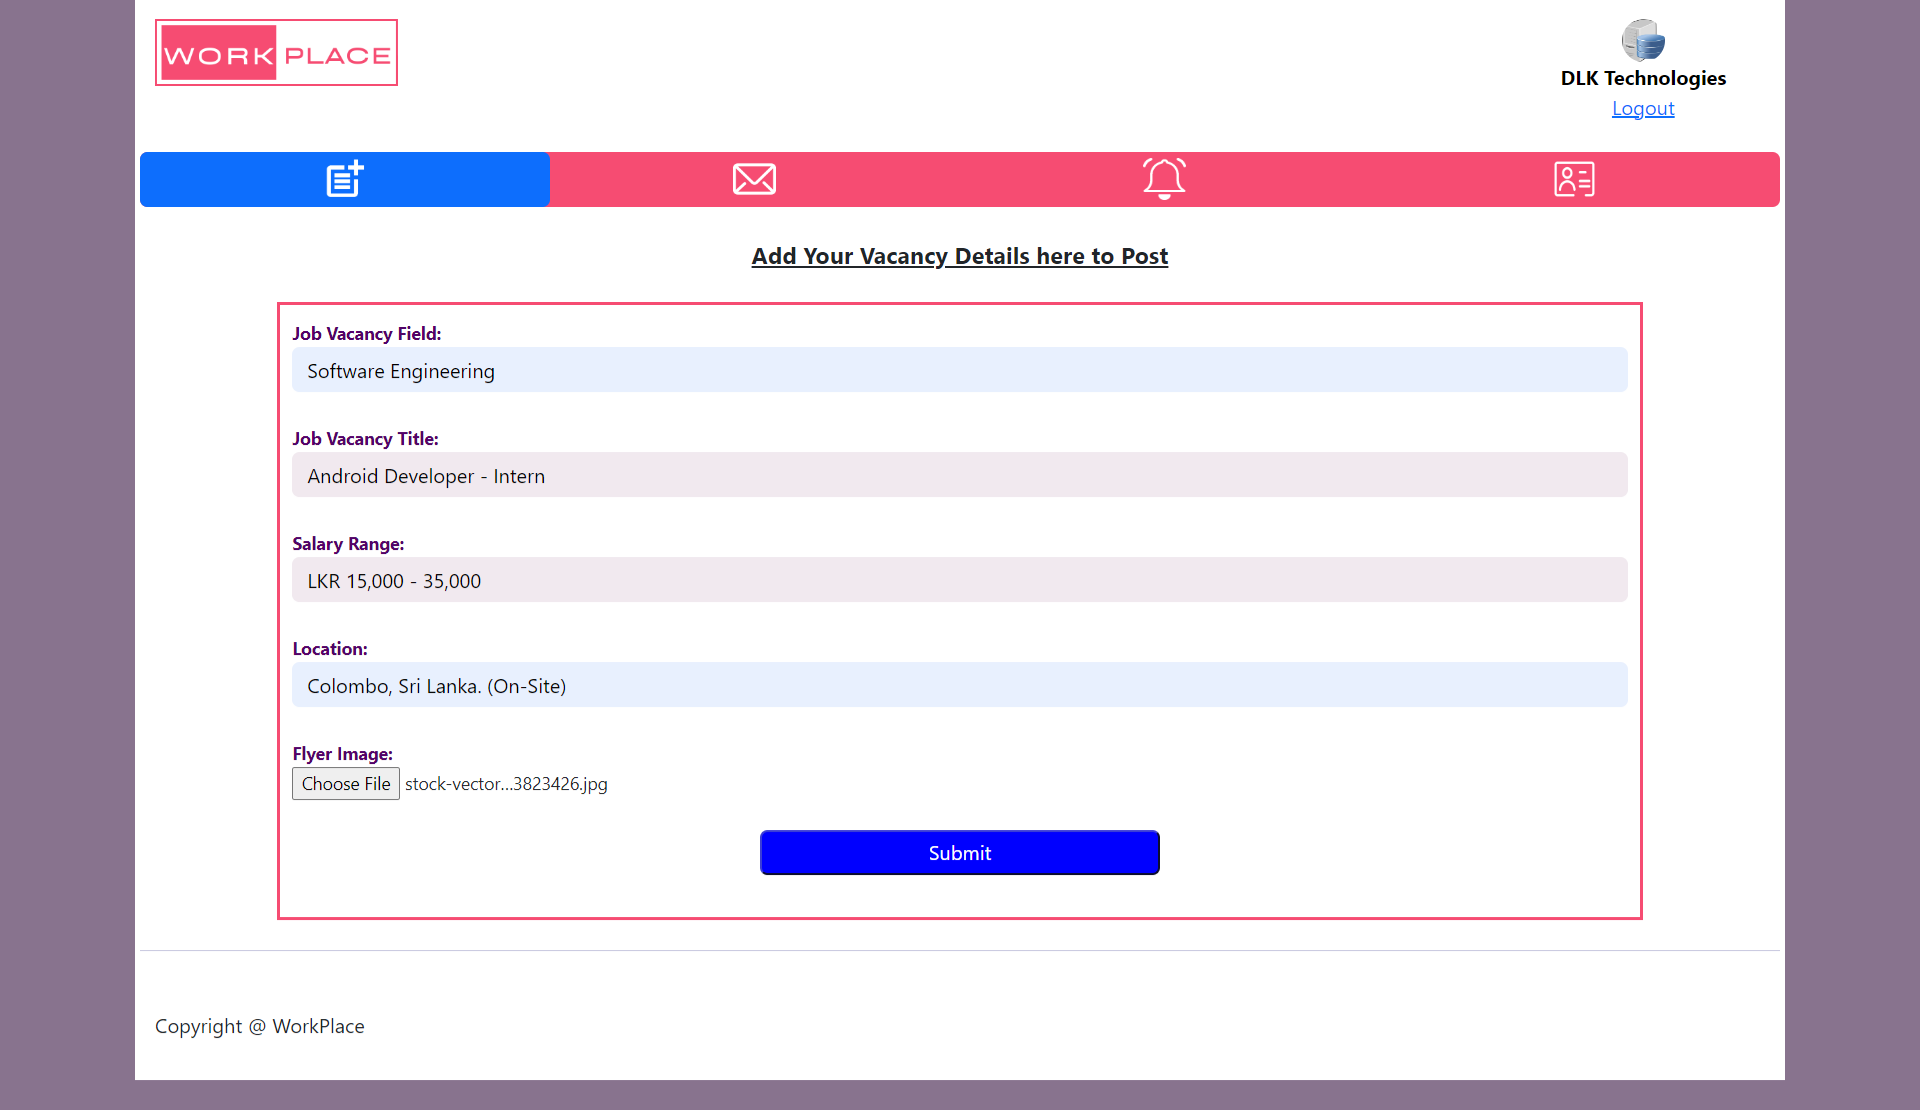 WORK PLACE
DLK Technologies
Logout
Add Your Vacancy Details here to Post
Job Vacancy Field:
Software Engineering
Job Vacancy Title:
Android Developer - Intern
Salary Range:
LKR 15,000 - 35,000
Location:
Colombo, Sri Lanka. (On-Site)
Flyer Image:
Choose File stock-vector...3823426.jpg
Submit
Copyright @ WorkPlace